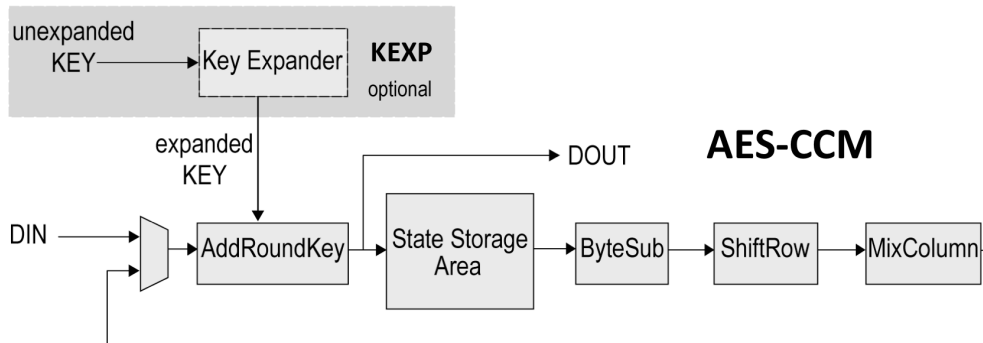 unexpanded
KEY
Key Expander
KEXP
optional
expanded
KEY
DOUT
AES-CCM
DIN
AddRoundKey
State Storage
Area
ByteSub
ShiftRow
MixColumn